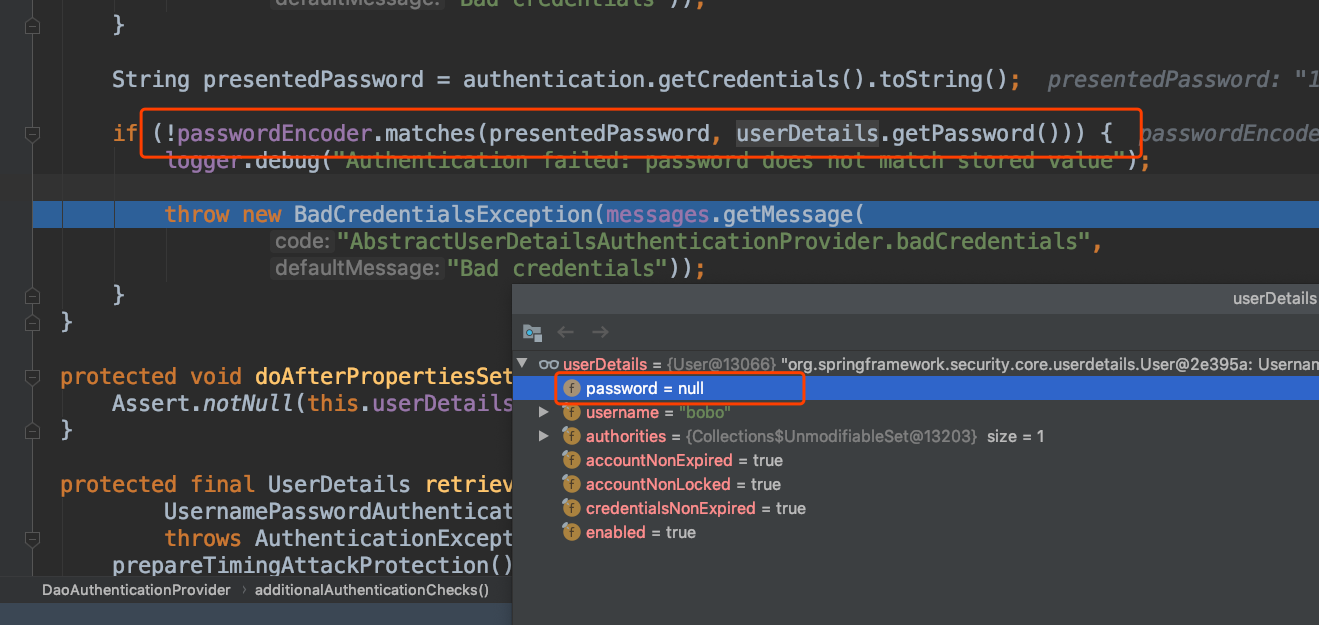 defaultMessage: "Bad credentials"));
}
String presentedPassword = authentication.getCredentials().toString(); presentedPassword: "1
if (!passwordEncoder.matches(presentedPassword, userDetails.getPassword())) { passwordEncode
logger.debug("Authentication failed: password does not match stored value");
throw new BadCredentialsException(messages.getMessage(
code: "AbstractUserDetailsAuthenticationProvider.badCredentials",
defaultMessage: "Bad credentials"));
}
}
userDetails
userDetails = {User@13066} "org.springframework.security.core.userdetails.User@2e395a: Usernam
password = null
username = "bobo"
authorities = {Collections$UnmodifiableSet@13203} size = 1
accountNonExpired = true
accountNonLocked = true
credentialsNonExpired = true
enabled = true
protected void doAfterPropertiesSet
Assert.notNull(this.userDetails
}
protected final UserDetails retriev
UsernamePasswordAuthenticat
throws AuthenticationExcept
prepareTimingAttackProtection()
DaoAuthenticationProvider › additionalAuthenticationChecks()